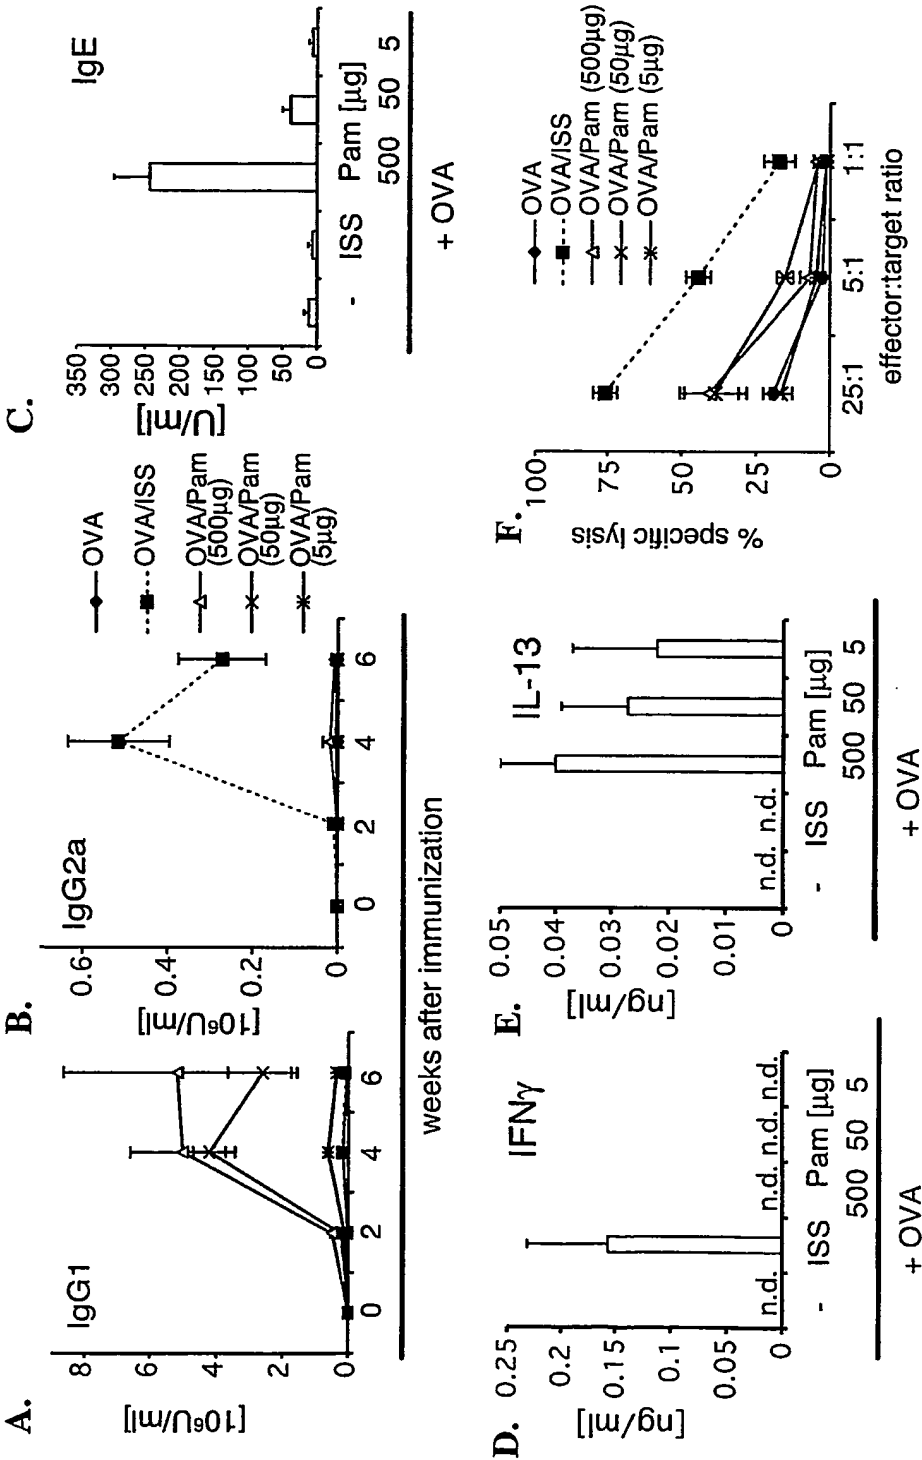 A.
IgG1
[10⁶U/ml]
8
6
4
2
0
0 2 4 6
B.
IgG2a
[10⁶U/ml]
0.6
0.4
0.2
0
0 2 4 6
OVA
OVA/ISS
OVA/Pam
(500µg)
OVA/Pam
(50µg)
OVA/Pam
(5µg)
weeks after immunization
C.
IgE
[U/ml]
350
300
250
200
150
100
50
0
- ISS Pam [µg]
500 50 5
+ OVA
D.
IFNγ
[ng/ml]
0.25
0.2
0.15
0.1
0.05
0
n.d. n.d. n.d. n.d.
- ISS Pam [µg]
500 50 5
+ OVA
E.
IL-13
[ng/ml]
0.05
0.04
0.03
0.02
0.01
0
n.d. n.d.
- ISS Pam [µg]
500 50 5
+ OVA
F.
% specific lysis
100
75
50
25
0
25:1 5:1 1:1
effector:target ratio
OVA
OVA/ISS
OVA/Pam (500µg)
OVA/Pam (50µg)
OVA/Pam (5µg)